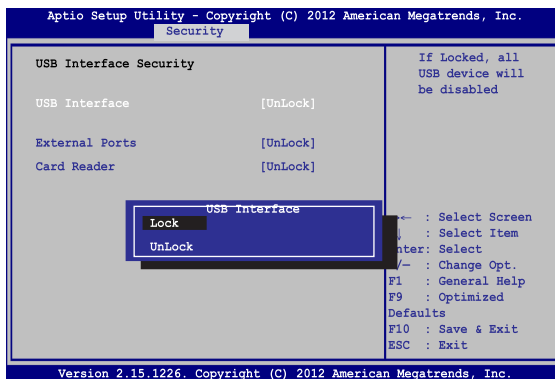 Aptio Setup Utility - Copyright (C) 2012 American Megatrends, Inc.
Security
USB Interface Security
USB Interface [UnLock]
External Ports [UnLock]
Card Reader [UnLock]
If Locked, all
USB device will
be disabled
USB Interface
Lock
UnLock
← : Select Screen
↓ : Select Item
nter: Select
/— : Change Opt.
F1 : General Help
F9 : Optimized
Defaults
F10 : Save & Exit
ESC : Exit
Version 2.15.1226. Copyright (C) 2012 American Megatrends, Inc.